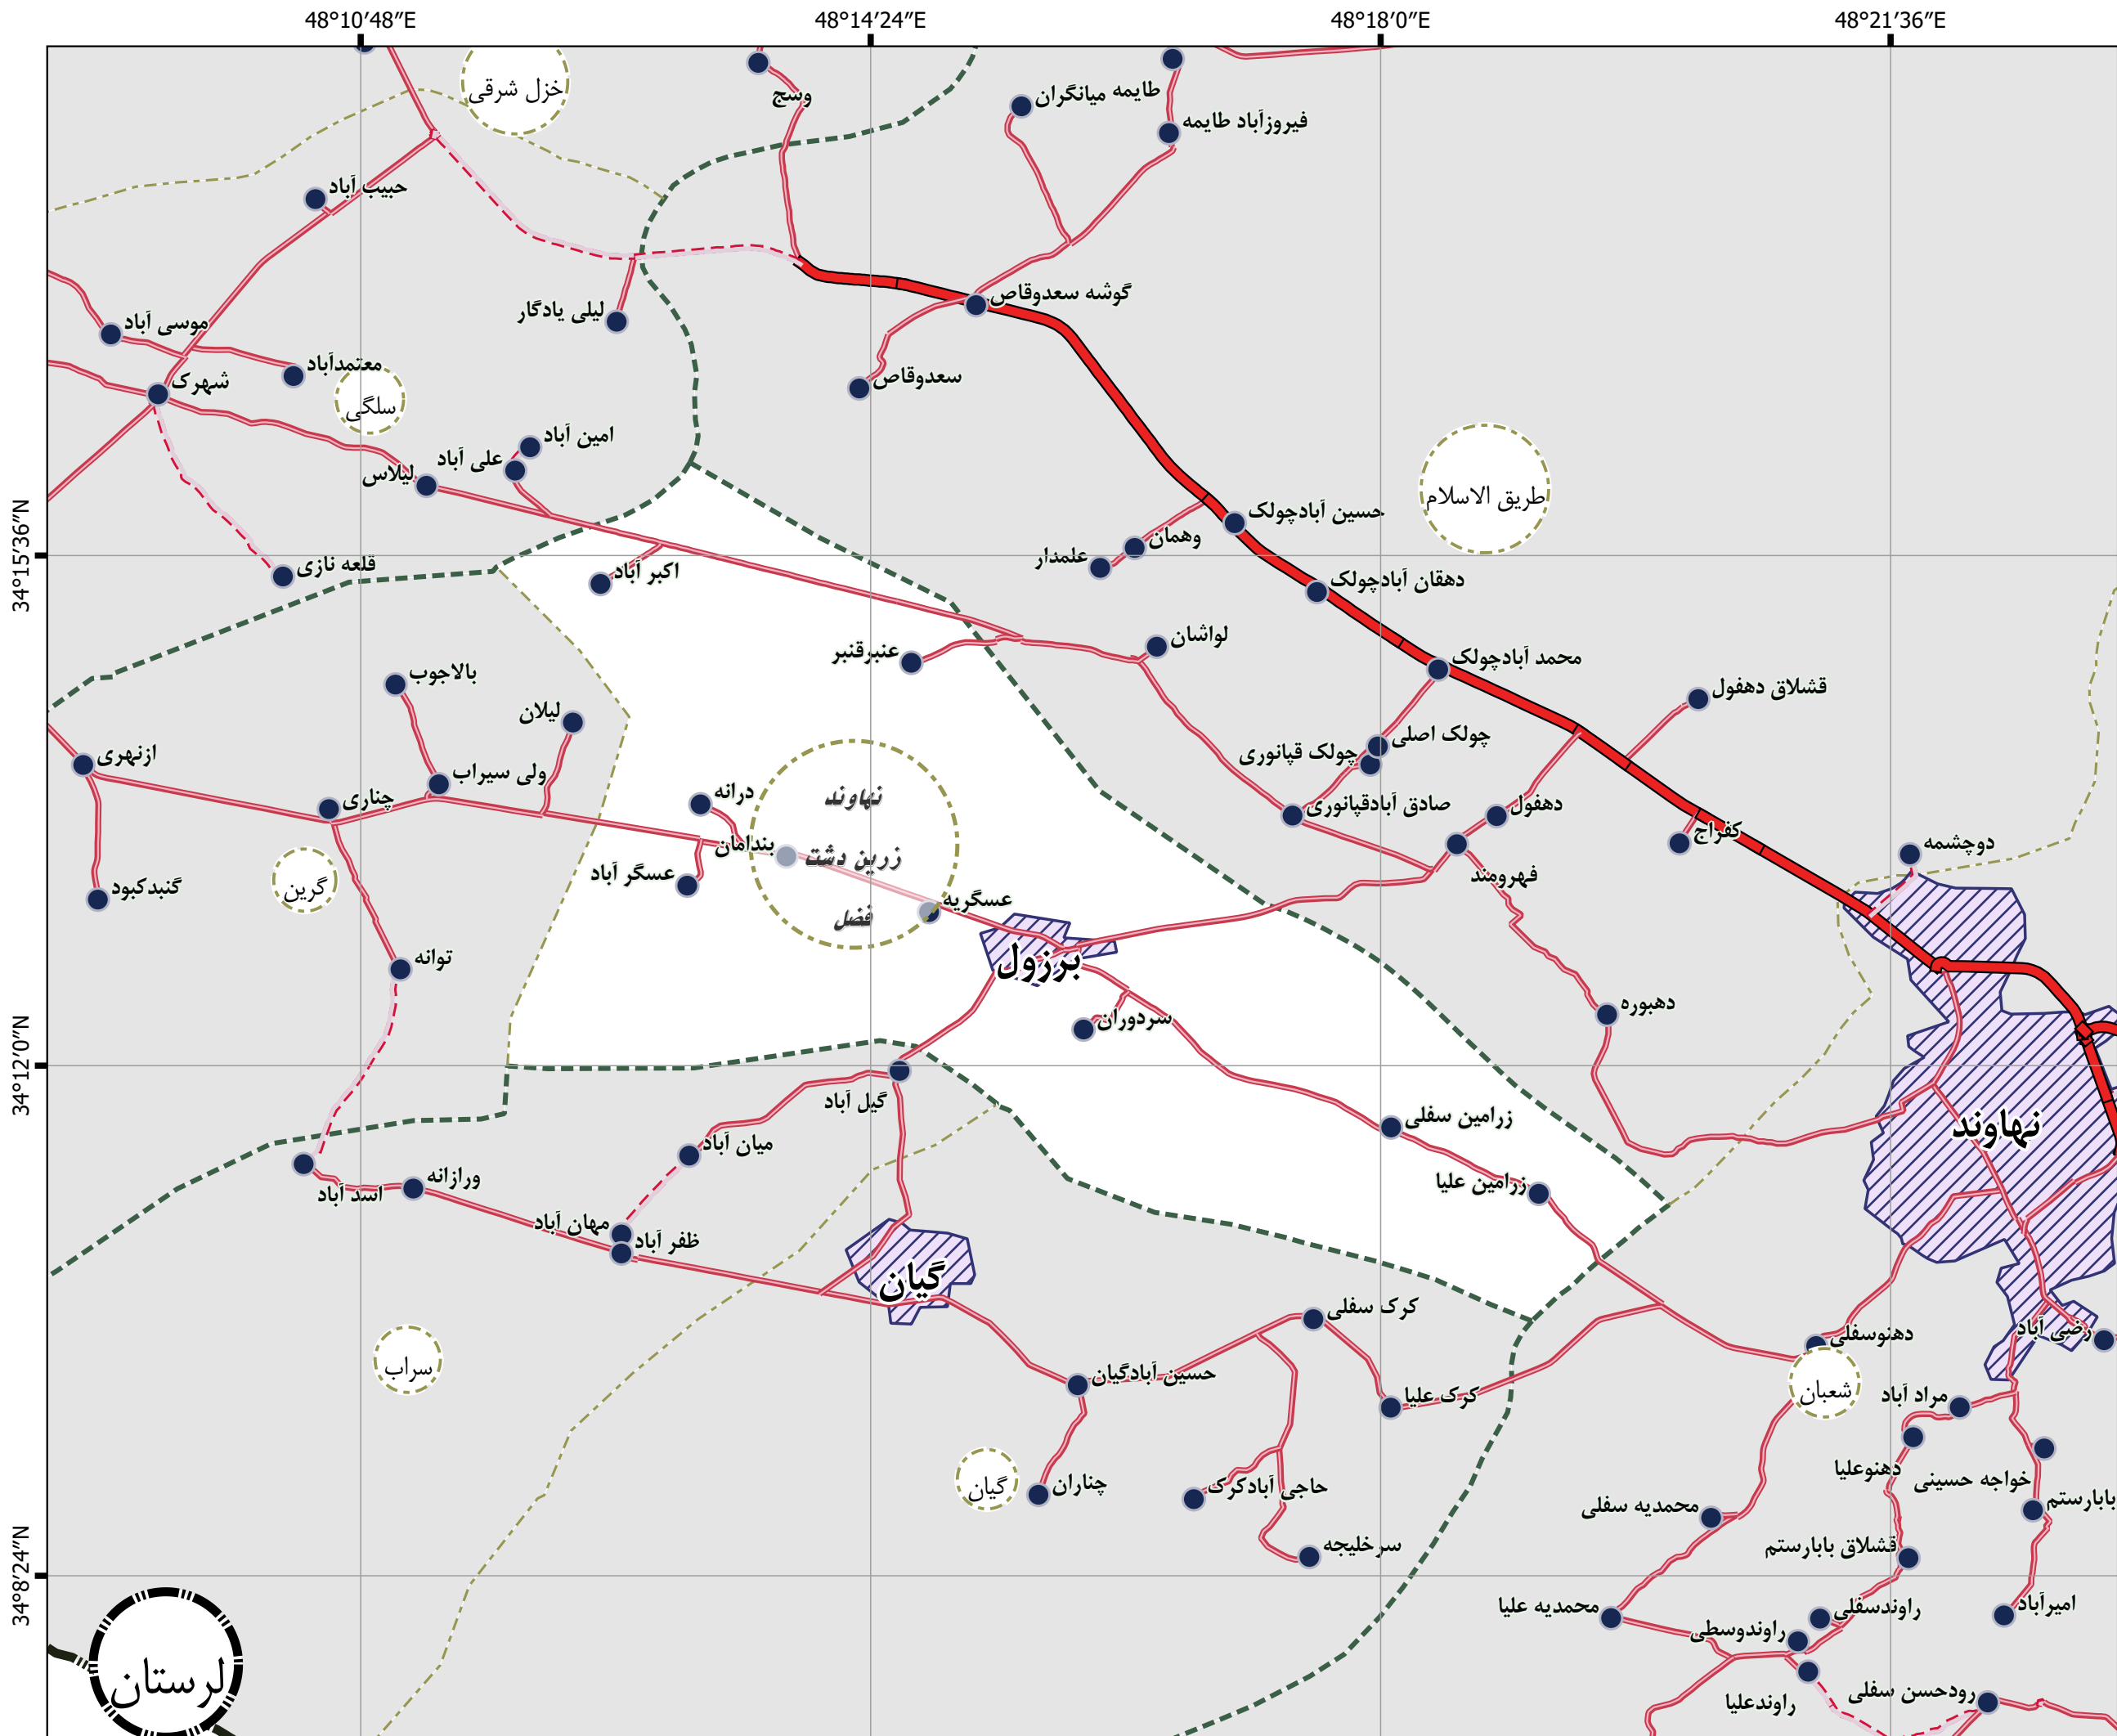 48°10′48″E
48°14′24″E
48°18′0″E
48°21′36″E
34°15′36″N
34°12′0″N
34°8′24″N
خزل شرقی
وسج
طایمه میانگران
فیروزآباد طایمه
حبیب آباد
لیلی یادگار
گوشه سعدوقاص
موسی آباد
معتمدآباد
شهرک
سلگی
سعدوقاص
امین آباد
علی آباد
لیلاس
طریق الاسلام
حسین آبادچولک
وهمان
علمدار
قلعه نازی
اکبر آباد
دهقان آبادچولک
لواشان
عنبرقنبر
محمد آبادچولک
بالاجوب
لیلان
قشلاق دهفول
چولک اصلی
چولک قپانوری
ازنهری
ولی سیراب
چناری
درانه
نهاوند
صادق آبادقپانوری
دهفول
کفراج
دوچشمه
بندامان
زرین دشت
عسگر آباد
فهرومند
گنبدکبود
گرین
عسگریه
فضل
برزول
توانه
دهبوره
سردوران
گیل آباد
زرامین سفلی
نهاوند
میان آباد
زرامین علیا
اسد آباد
ورازانه
مهان آباد
ظفر آباد
گیان
کرک سفلی
دهنوسفلی
رضی آباد
سراب
حسین آبادگیان
کرک علیا
شعبان
مراد آباد
دهنوعلیا
خواجه حسینی
گیان
چناران
حاجی آبادکرک
محمدیه سفلی
بابارستم
سرخلیجه
قشلاق بابارستم
محمدیه علیا
راوندسفلی
امیرآباد
راوندوسطی
لرستان
راوندعلیا
رودحسن سفلی